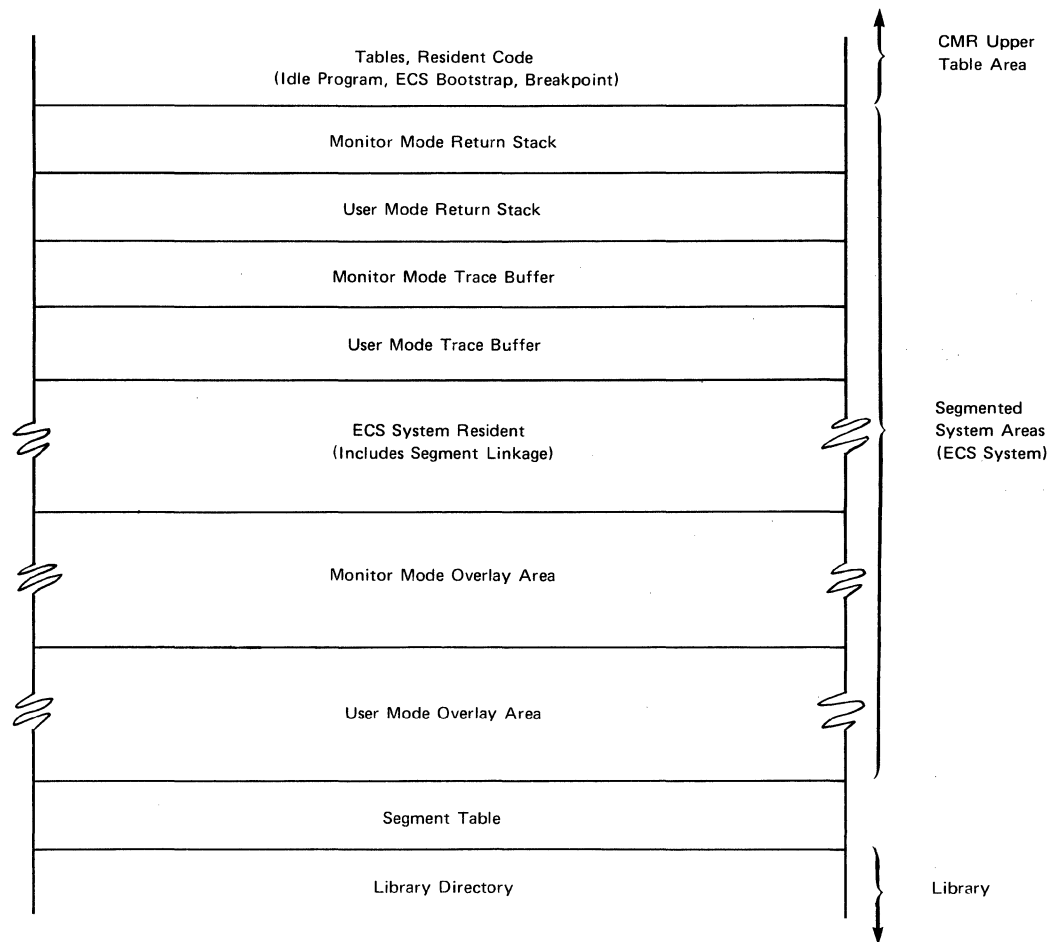 Tables, Resident Code
(Idle Program, ECS Bootstrap, Breakpoint)
CMR Upper
Table Area
Monitor Mode Return Stack
User Mode Return Stack
Monitor Mode Trace Buffer
User Mode Trace Buffer
ECS System Resident
(Includes Segment Linkage)
Segmented
System Areas
(ECS System)
Monitor Mode Overlay Area
User Mode Overlay Area
Segment Table
Library Directory
Library